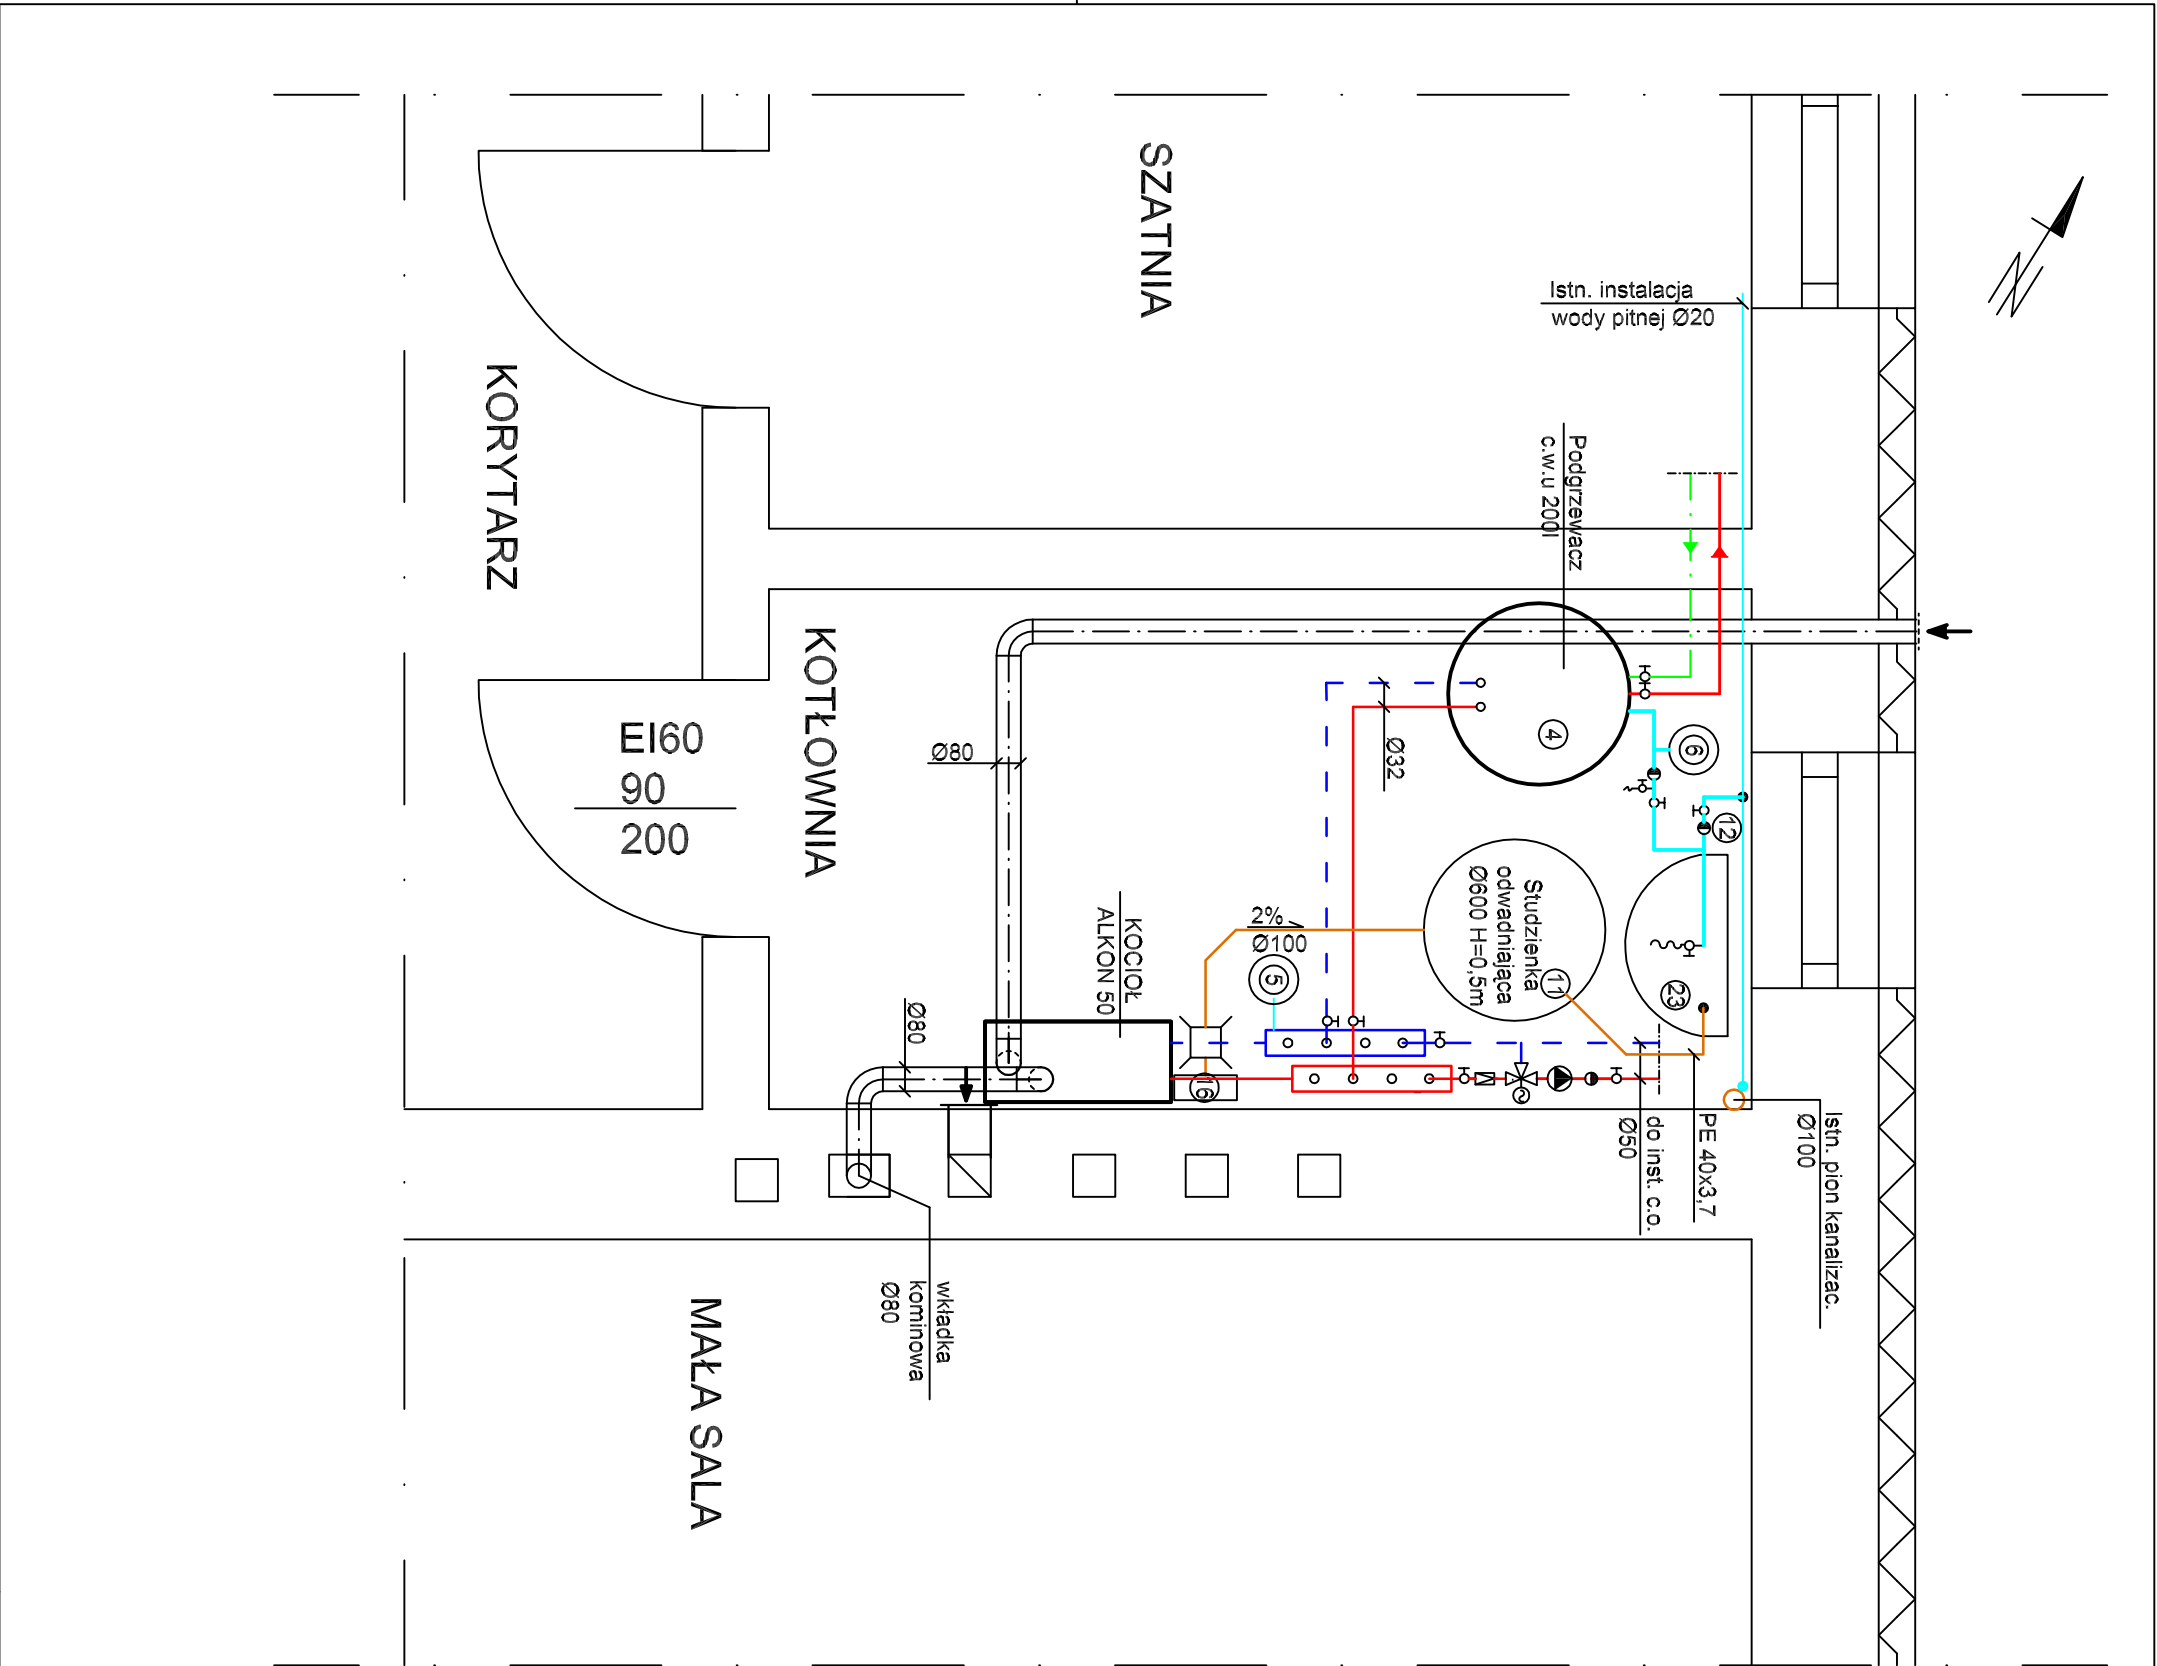 SZATNIA
Istn. instalacja
wody pitnej Ø20
KORYTARZ
Podgrzewacz
c.w.u 200l
KOTŁOWNIA
EI60
90
200
Ø80
Ø32
4
6
12
Studzienka
odwadniająca
Ø600 H=0,5m
11
23
2%
Ø100
5
KOCIOŁ
ALKON 50
16
Ø80
Istn. pion kanalizac.
Ø100
PE 40x3,7
do inst. c.o.
Ø50
wkładka
kominowa
Ø80
MAŁA SALA